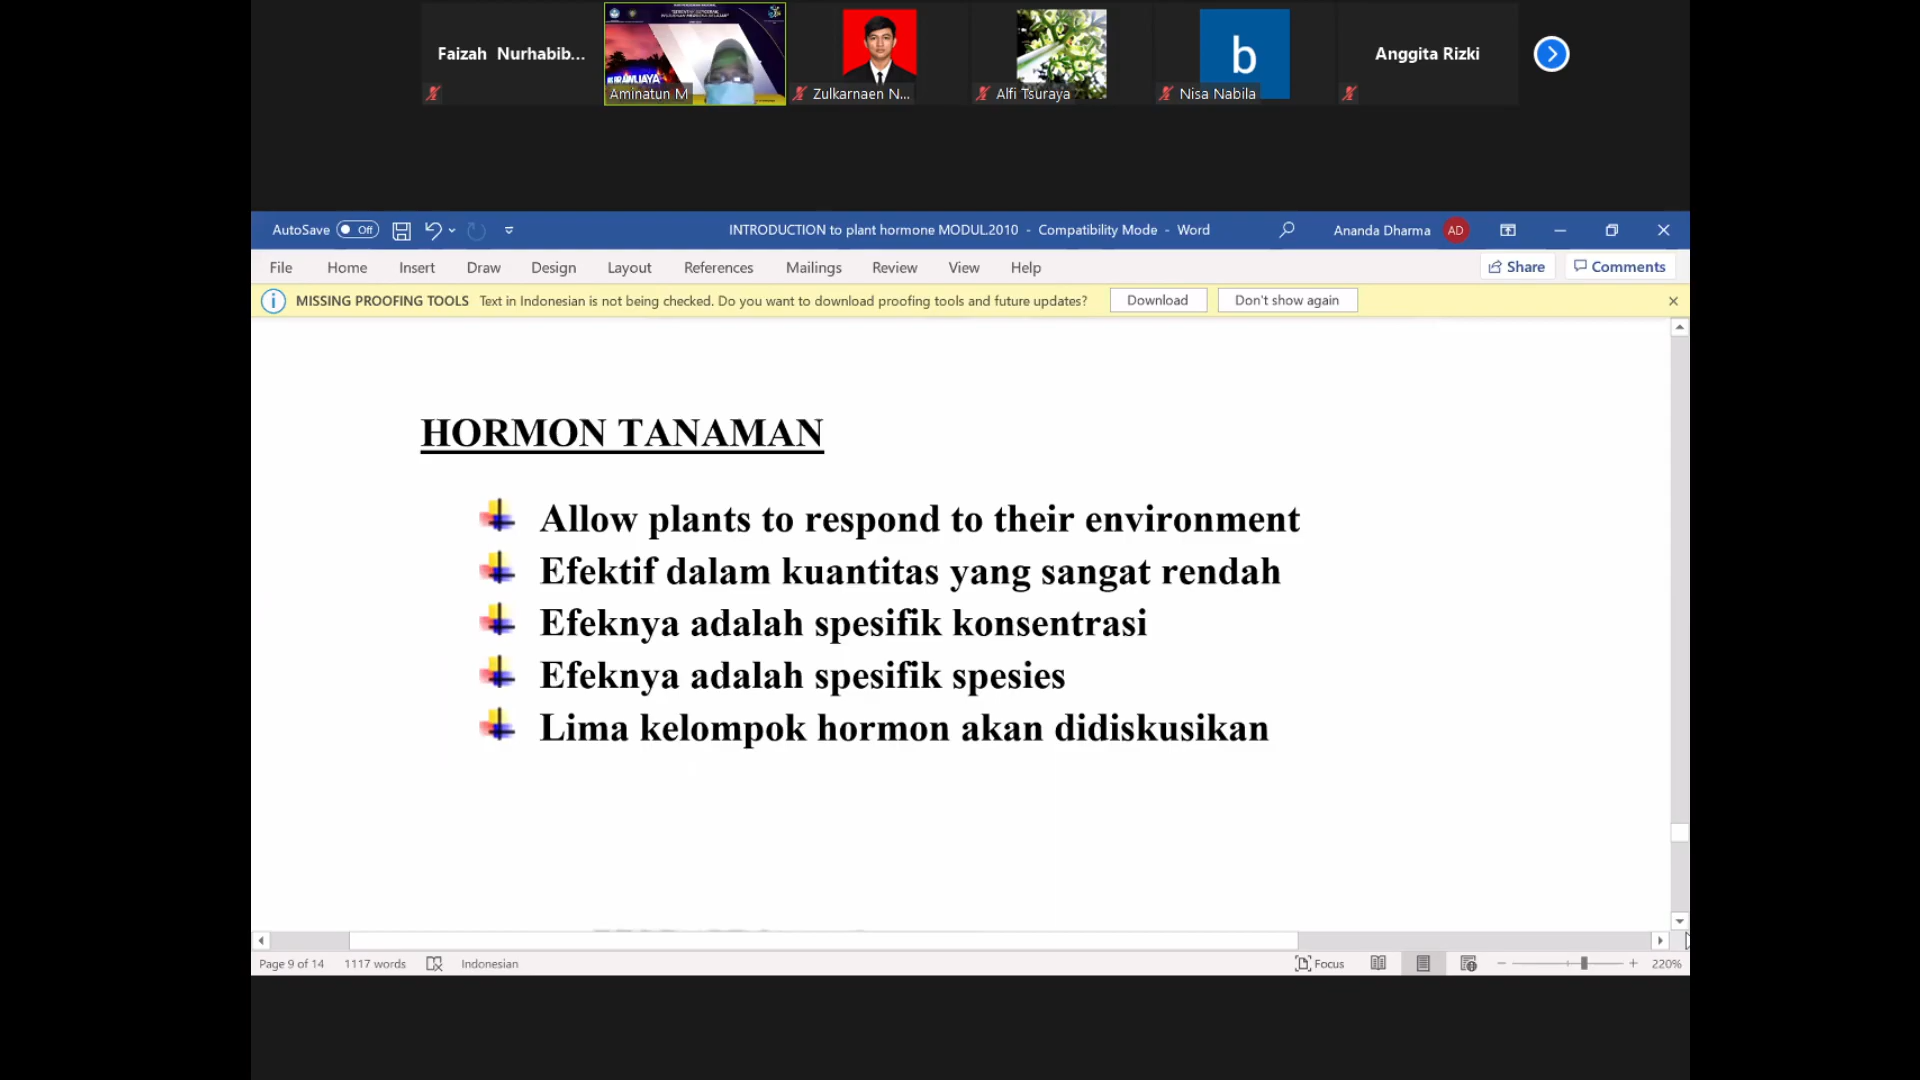 Faizah Nurhabib...
Aminatun M
Zulkarnaen N...
Alfi Tsuraya
b
Nisa Nabila
Anggita Rizki
AutoSave Off
INTRODUCTION to plant hormone MODUL.2010 - Compatibility Mode - Word
Ananda Dharma AD
File Home Insert Draw Design Layout References Mailings Review View Help
Share Comments
MISSING PROOFING TOOLS Text in Indonesian is not being checked. Do you want to download proofing tools and future updates? Download Don't show again
HORMON TANAMAN
Allow plants to respond to their environment
Efektif dalam kuantitas yang sangat rendah
Efeknya adalah spesifik konsentrasi
Efeknya adalah spesifik spesies
Lima kelompok hormon akan didiskusikan
Page 9 of 14 1117 words Indonesian Focus 220%